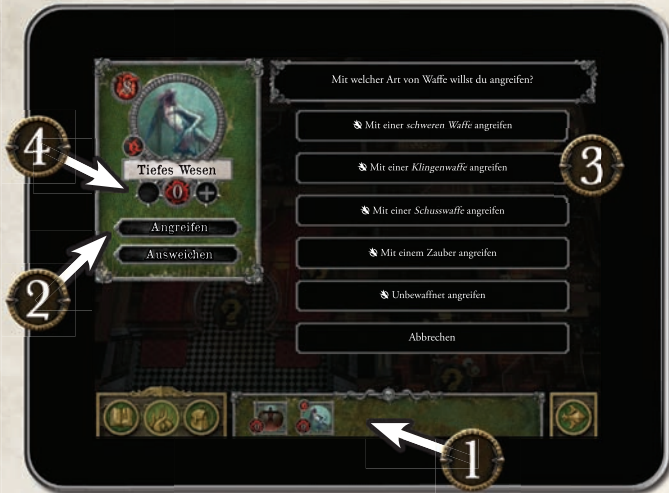 Mit welcher Art von Waffe willst du angreifen?
Mit einer schweren Waffe angreifen
Mit einer Klingenwaffe angreifen
Mit einer Schusswaffe angreifen
Mit einem Zauber angreifen
Unbewaffnet angreifen
Abbrechen
Tiefes Wesen
0
Angreifen
Ausweichen
4
2
3
1